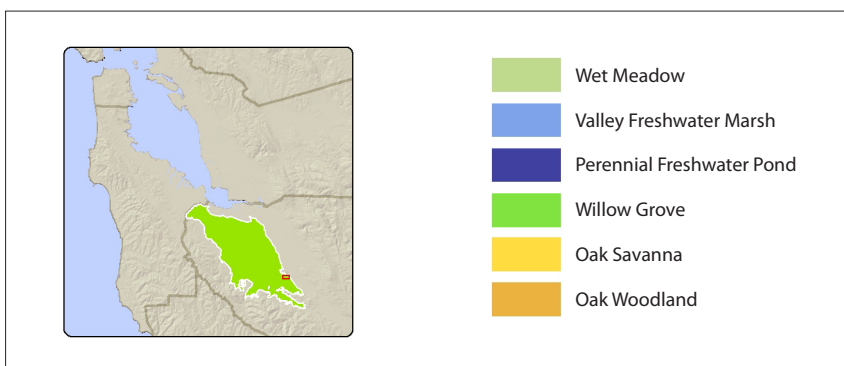 Wet Meadow
Valley Freshwater Marsh
Perennial Freshwater Pond
Willow Grove
Oak Savanna
Oak Woodland